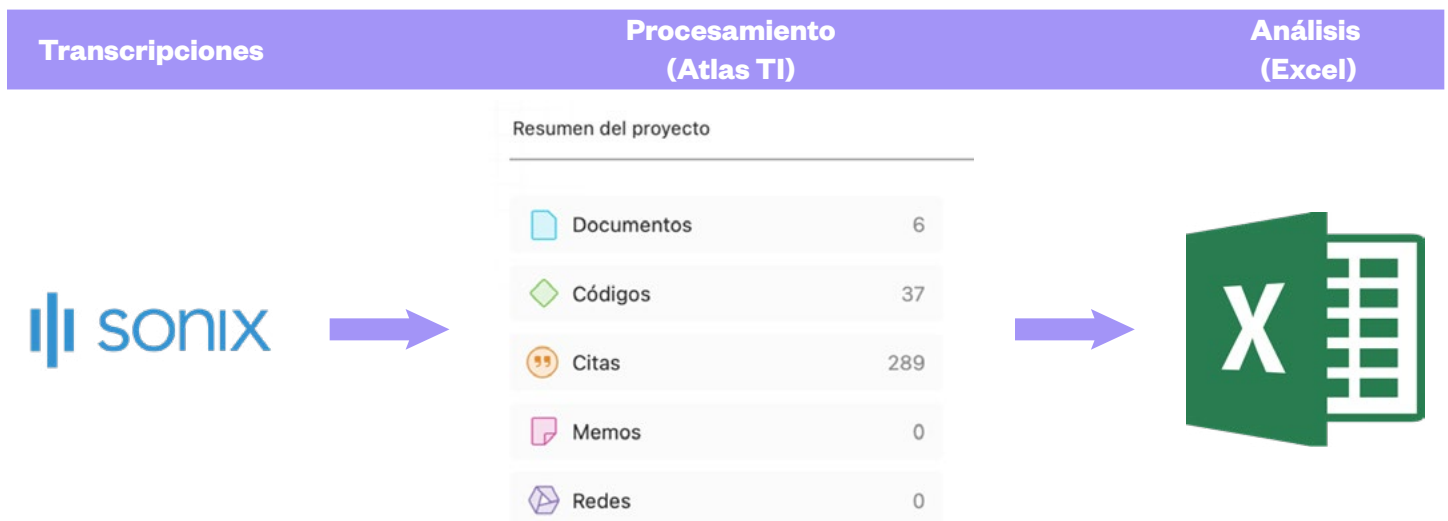 Transcripciones
Procesamiento
(Atlas TI)
Análisis
(Excel)
Resumen del proyecto
Documentos 6
Códigos 37
Citas 289
Memos 0
Redes 0
sonix
X